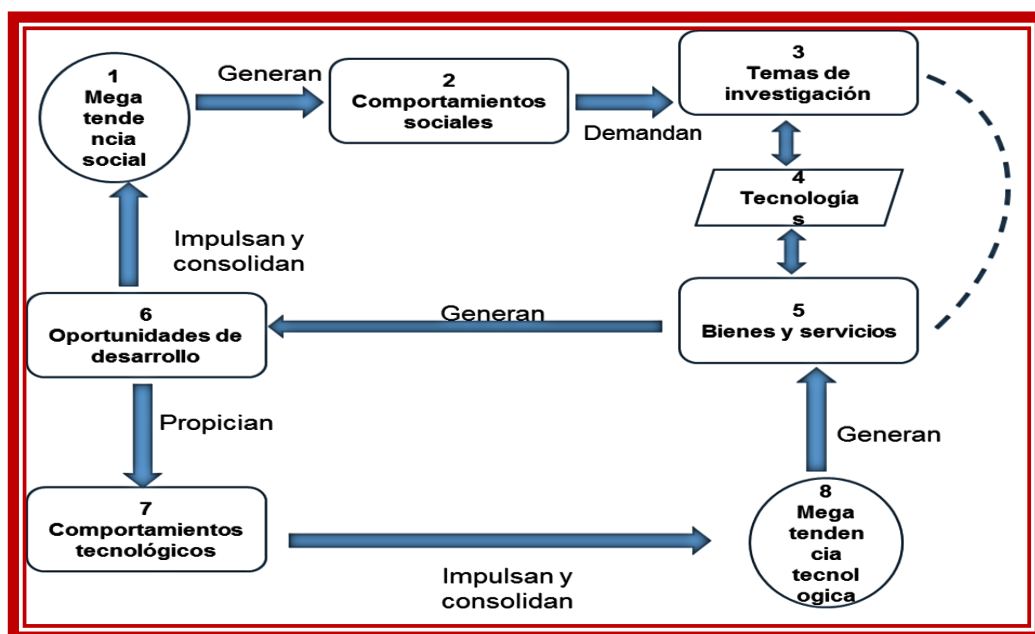 1
Mega
tende
ncia
social
Generan
2
Comportamientos
sociales
Demandan
3
Temas de
investigación
4
Tecnología
s
Impulsan y
consolidan
6
Oportunidades de
desarrollo
Generan
5
Bienes y servicios
Propician
Generan
7
Comportamientos
tecnológicos
Impulsan y
consolidan
8
Mega
tenden
cia
tecnol
ogica